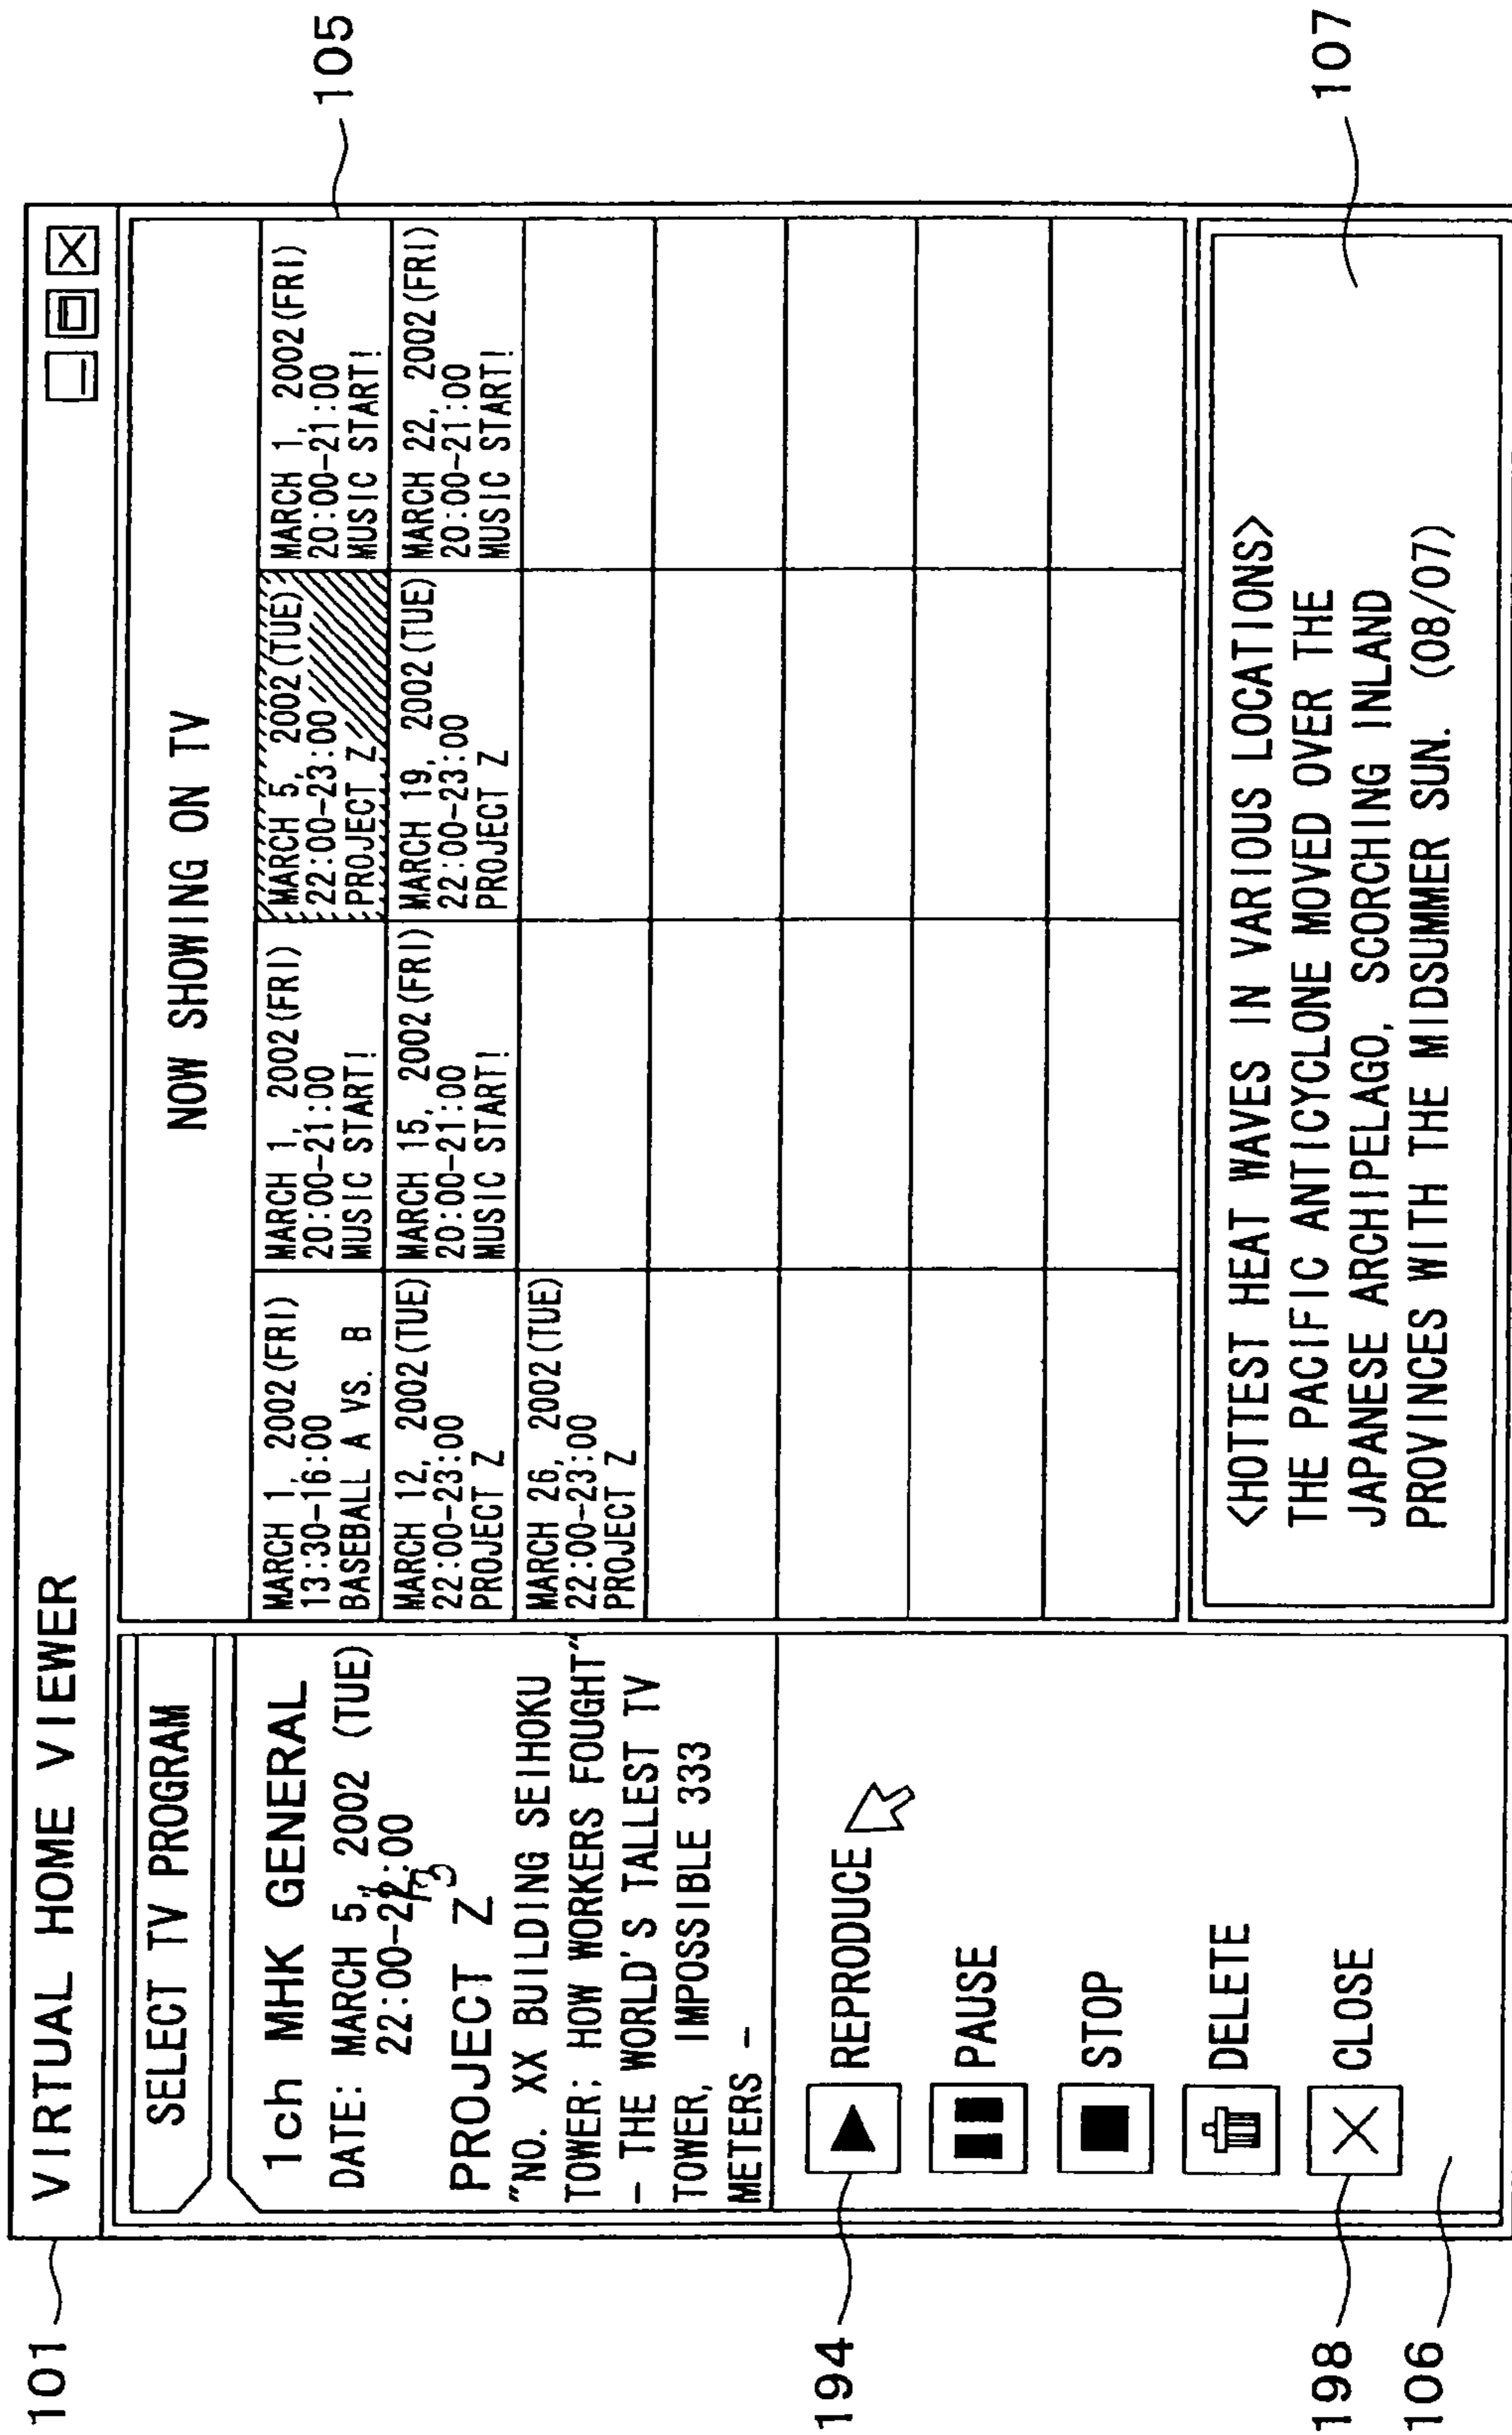 101
VIRTUAL HOME VIEWER
SELECT TV PROGRAM
1ch MHK GENERAL
DATE: MARCH 5, 2002 (TUE)
22:00-22:00
23
PROJECT Z
"NO. XX BUILDING SEIHOKU
TOWER: HOW WORKERS FOUGHT"
- THE WORLD'S TALLEST TV
TOWER, IMPOSSIBLE 333
METERS -
194
REPRODUCE
PAUSE
STOP
DELETE
198
CLOSE
106
NOW SHOWING ON TV
105
MARCH 1, 2002(FRI)
13:30-16:00
BASEBALL A VS. B
MARCH 1, 2002(FRI)
20:00-21:00
MUSIC START!
MARCH 5, 2002(TUE)
22:00-23:00
PROJECT Z
MARCH 1, 2002(FRI)
20:00-21:00
MUSIC START!
MARCH 12, 2002(TUE)
22:00-23:00
PROJECT Z
MARCH 15, 2002(FRI)
20:00-21:00
MUSIC START!
MARCH 19, 2002(TUE)
22:00-23:00
PROJECT Z
MARCH 22, 2002(FRI)
20:00-21:00
MUSIC START!
MARCH 26, 2002(TUE)
22:00-23:00
PROJECT Z
<HOTTEST HEAT WAVES IN VARIOUS LOCATIONS>
THE PACIFIC ANTICYCLONE MOVED OVER THE
JAPANESE ARCHIPELAGO, SCORCHING INLAND
PROVINCES WITH THE MIDSUMMER SUN. (08/07)
107